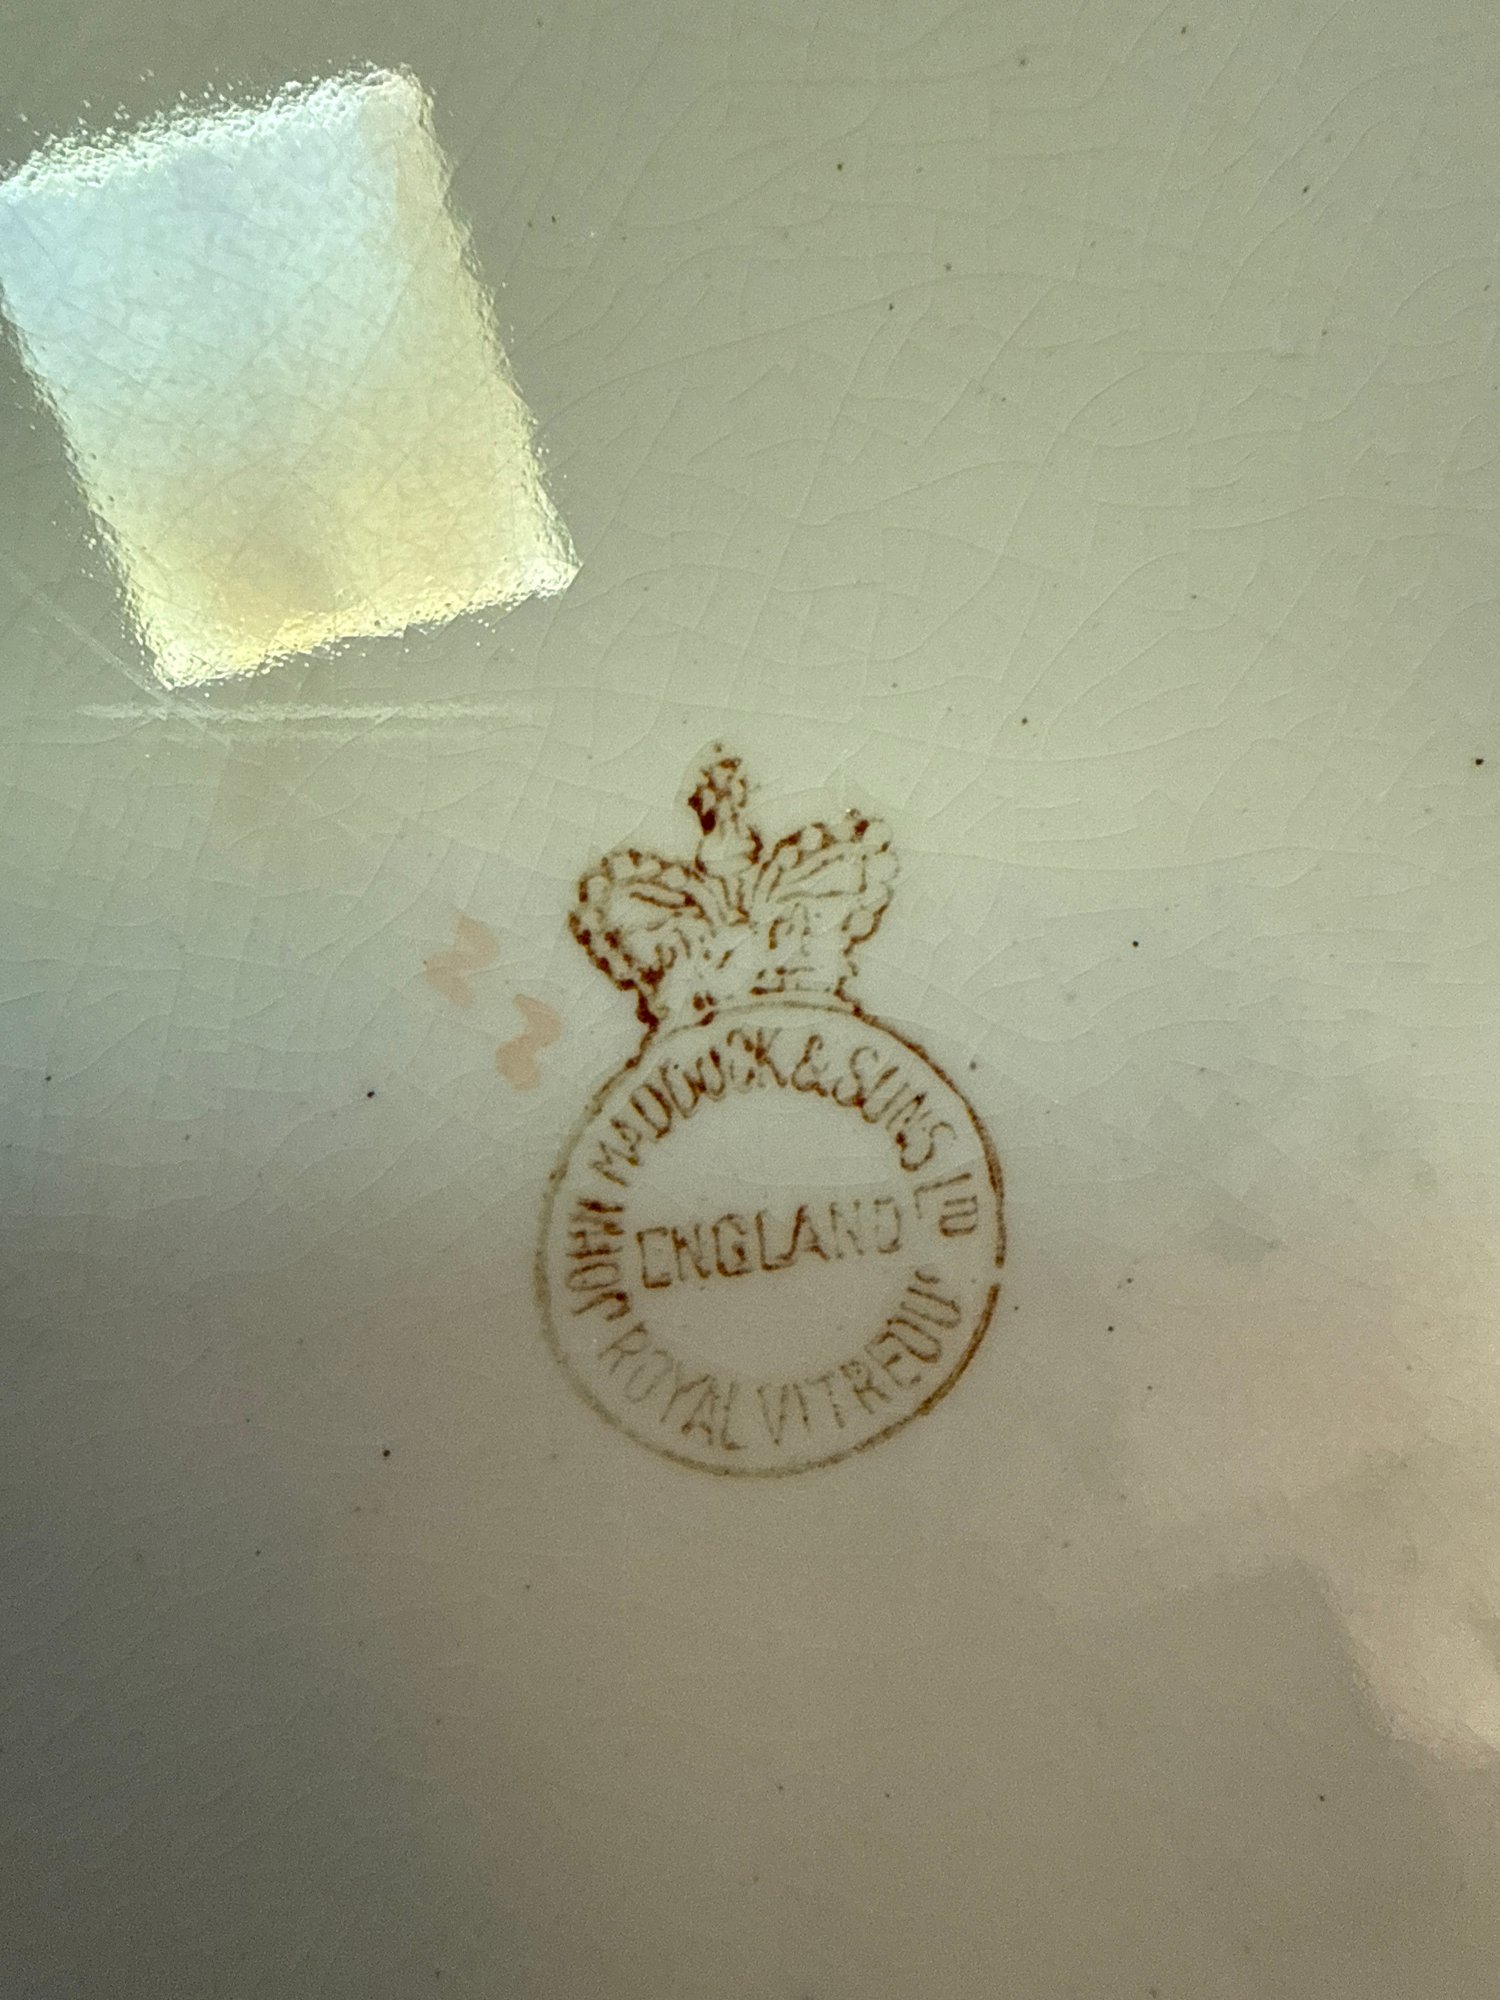 JOHN MADDOCK & SONS LTD
ENGLAND
ROYAL VITREOUS